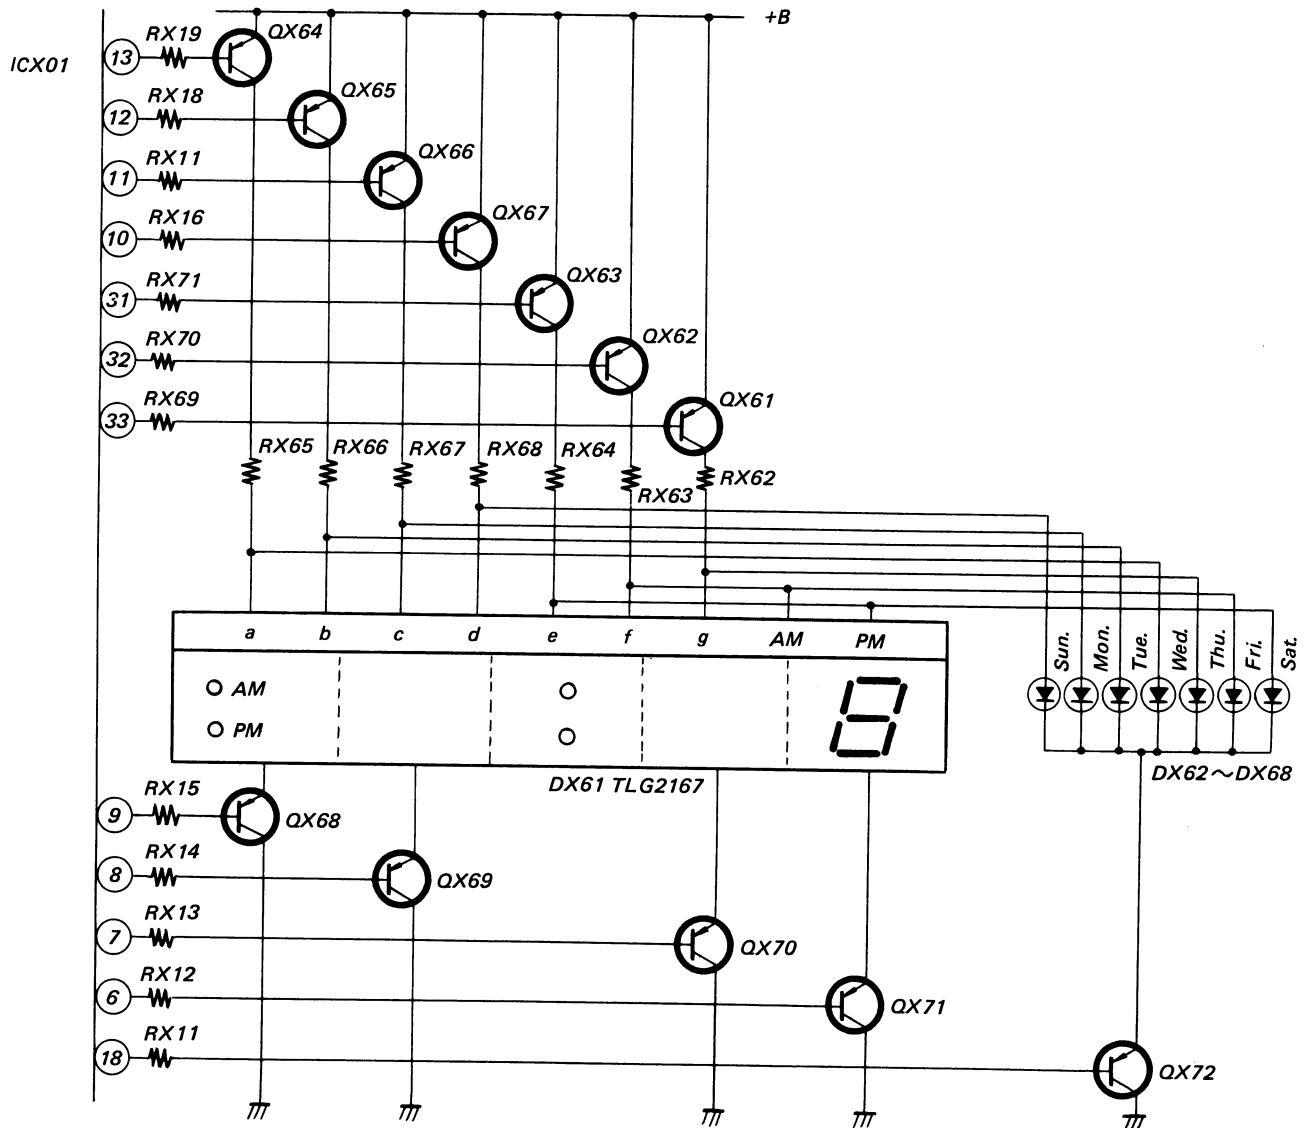 +B
ICX01
13 RX19 QX64
12 RX18 QX65
11 RX11 QX66
10 RX16 QX67
31 RX71 QX63
32 RX70 QX62
33 RX69 QX61
RX65 RX66 RX67 RX68 RX64 RX63 RX62
a b c d e f g AM PM
AM
PM
Sun. Mon. Tue. Wed. Thu. Fri. Sat.
DX61 TLG2167
DX62~DX68
9 RX15 QX68
8 RX14 QX69
7 RX13 QX70
6 RX12 QX71
18 RX11 QX72